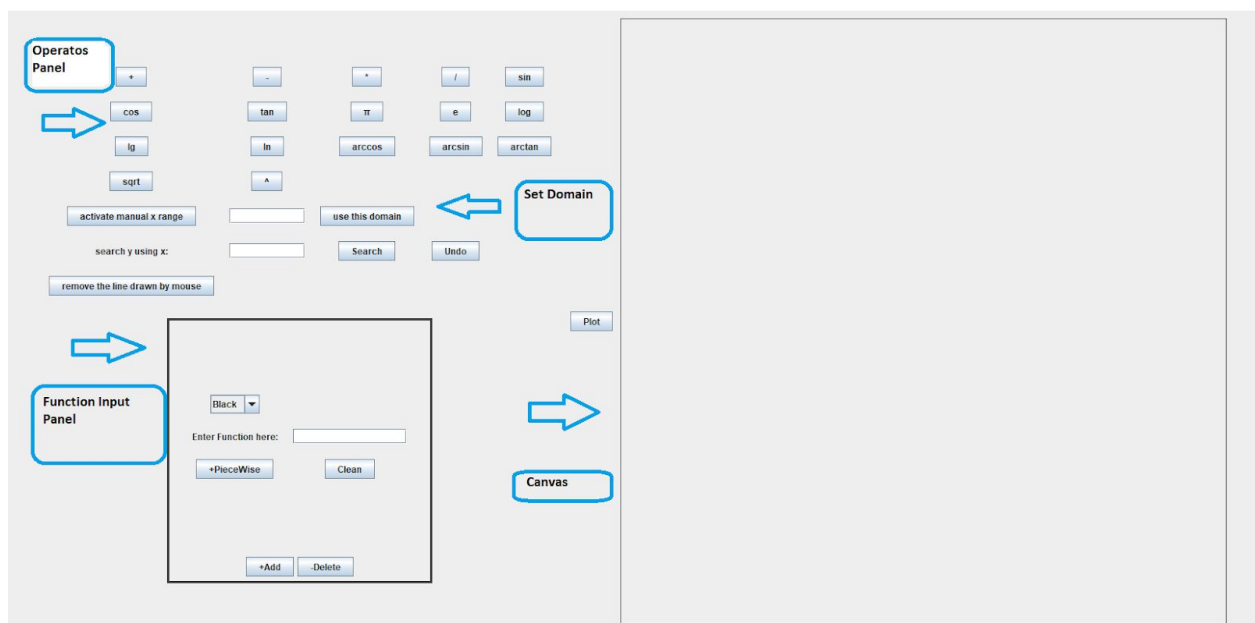 Operatos
Panel
+ - * / sin
cos tan π e log
lg ln arccos arcsin arctan
sqrt ^
Set Domain
activate manual x range use this domain
search y using x: Search Undo
remove the line drawn by mouse
Plot
Function Input
Panel
Black
Enter Function here:
+PieceWise Clean
Canvas
+Add -Delete